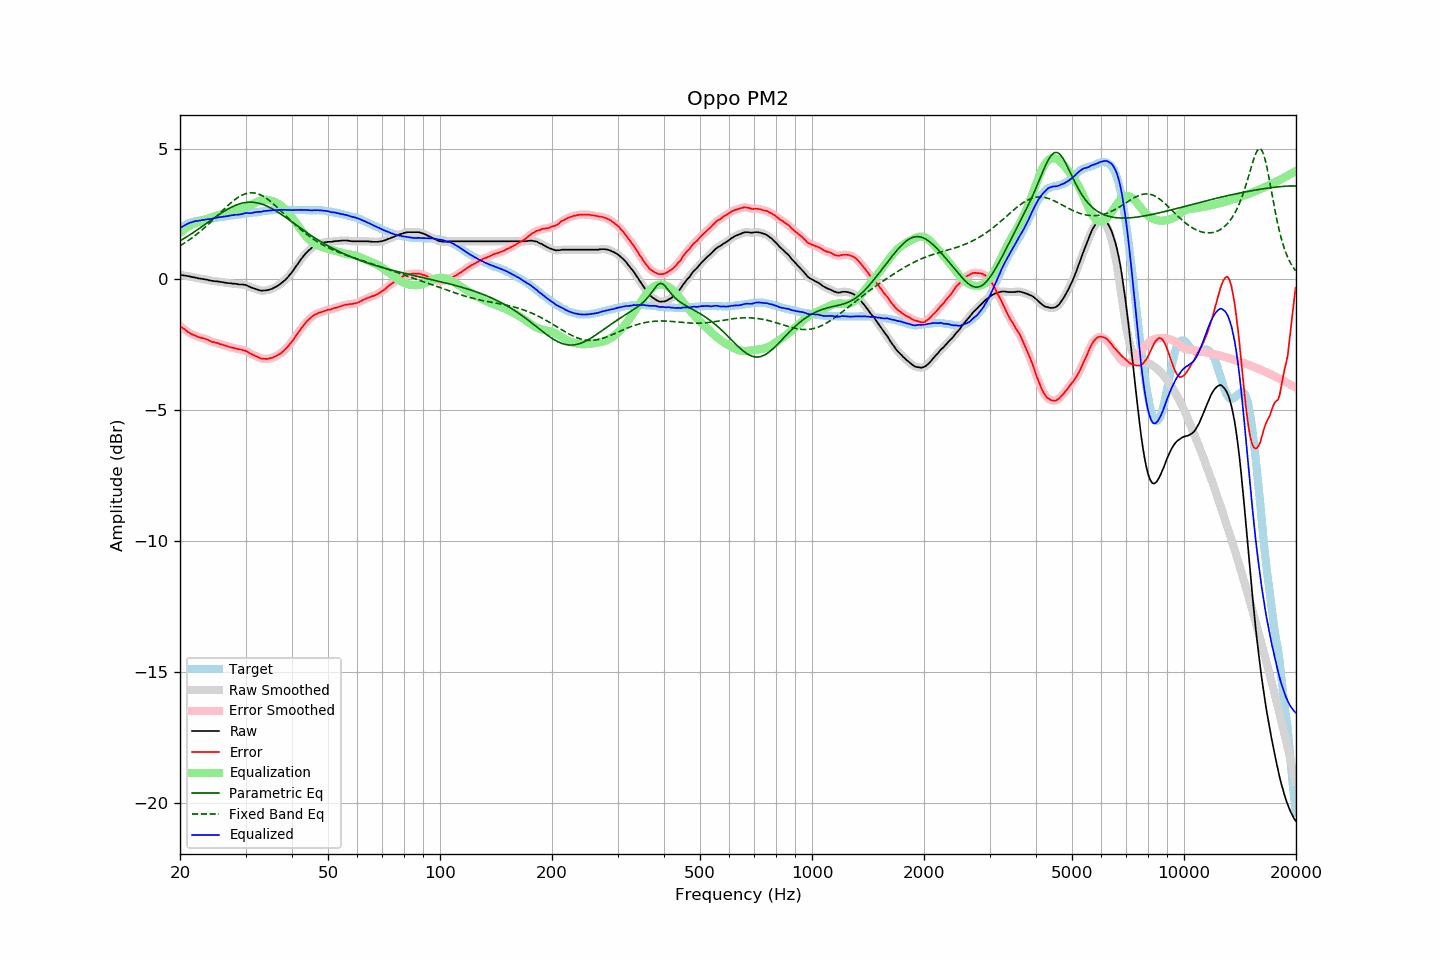 Oppo PM2
Amplitude (dBr)
5
0
−5
−10
−15
−20
Target
Raw Smoothed
Error Smoothed
Raw
Error
Equalization
Parametric Eq
Fixed Band Eq
Equalized
20 50 100 200 500 1000 2000 5000 10000 20000
Frequency (Hz)